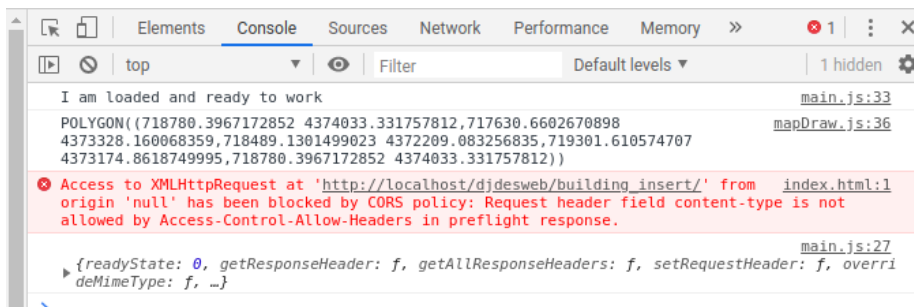 Elements Console Sources Network Performance Memory » 1
top Filter Default levels ▼ 1 hidden
I am loaded and ready to work main.js:33
POLYGON((718780.3967172852 4374033.331757812,717630.6602670898 mapDraw.js:36
4373328.160068359,718489.1301499023 4372209.083256835,719301.610574707
4373174.8618749995,718780.3967172852 4374033.331757812))
Access to XMLHttpRequest at 'http://localhost/djdesweb/building_insert/' from index.html:1
origin 'null' has been blocked by CORS policy: Request header field content-type is not
allowed by Access-Control-Allow-Headers in preflight response.
main.js:27
{readyState: 0, getResponseHeader: ƒ, getAllResponseHeaders: ƒ, setRequestHeader: ƒ, overri
deMimeType: ƒ, …}